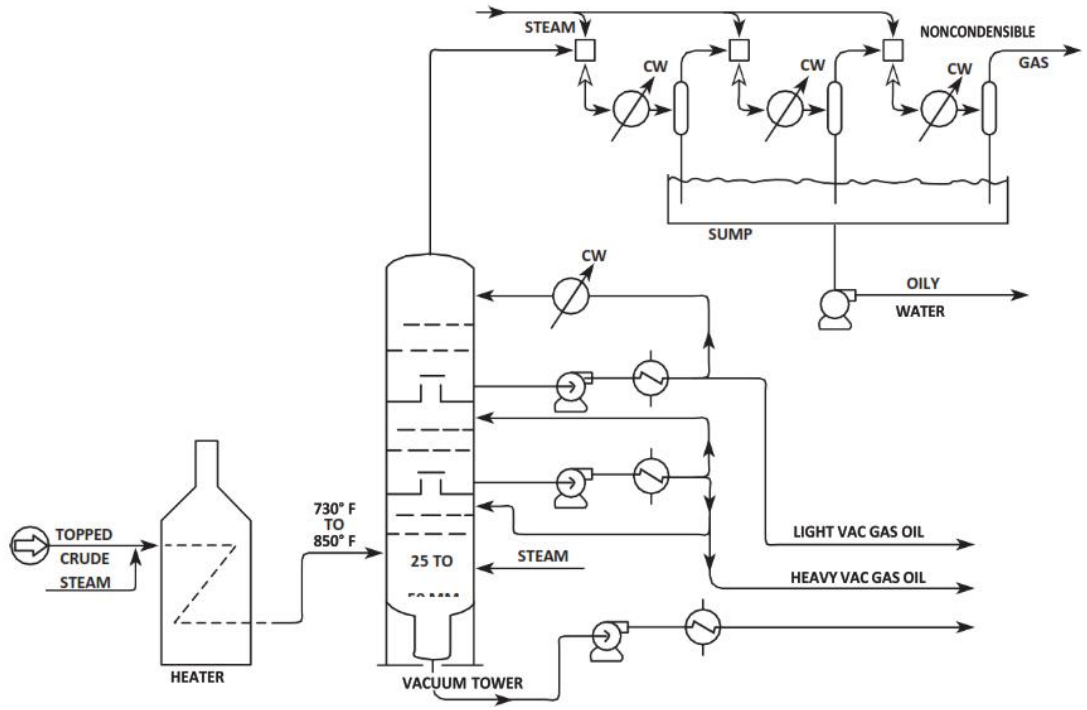 STEAM
NONCONDENSIBLE
GAS
CW
CW
CW
SUMP
OILY
WATER
CW
730° F
TO
850° F
TOPPED
CRUDE
STEAM
25 TO
STEAM
LIGHT VAC GAS OIL
HEAVY VAC GAS OIL
HEATER
VACUUM TOWER